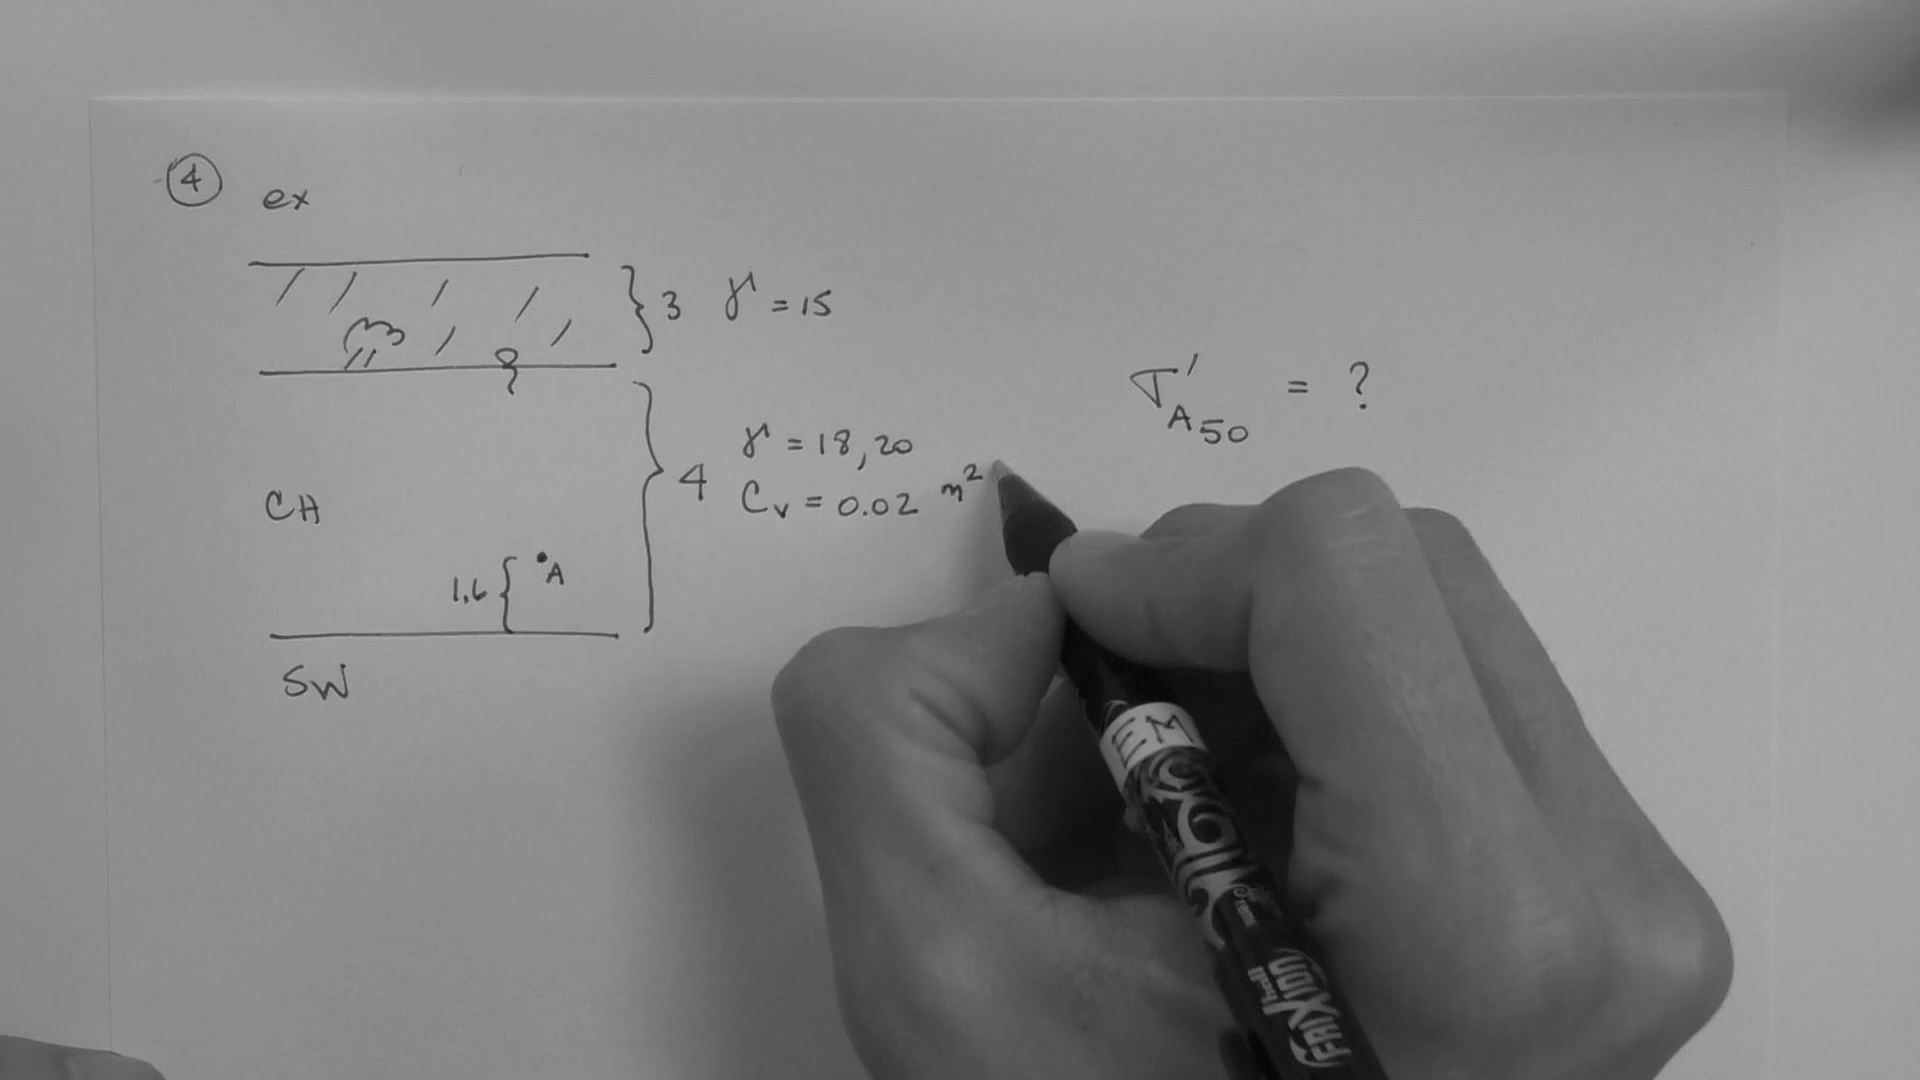 ④ ex
3 γ = 15
σ'A50 = ?
γ = 18, 20
4 Cv = 0.02 m²
CH
1.6 A
SW
EM
FRIXION